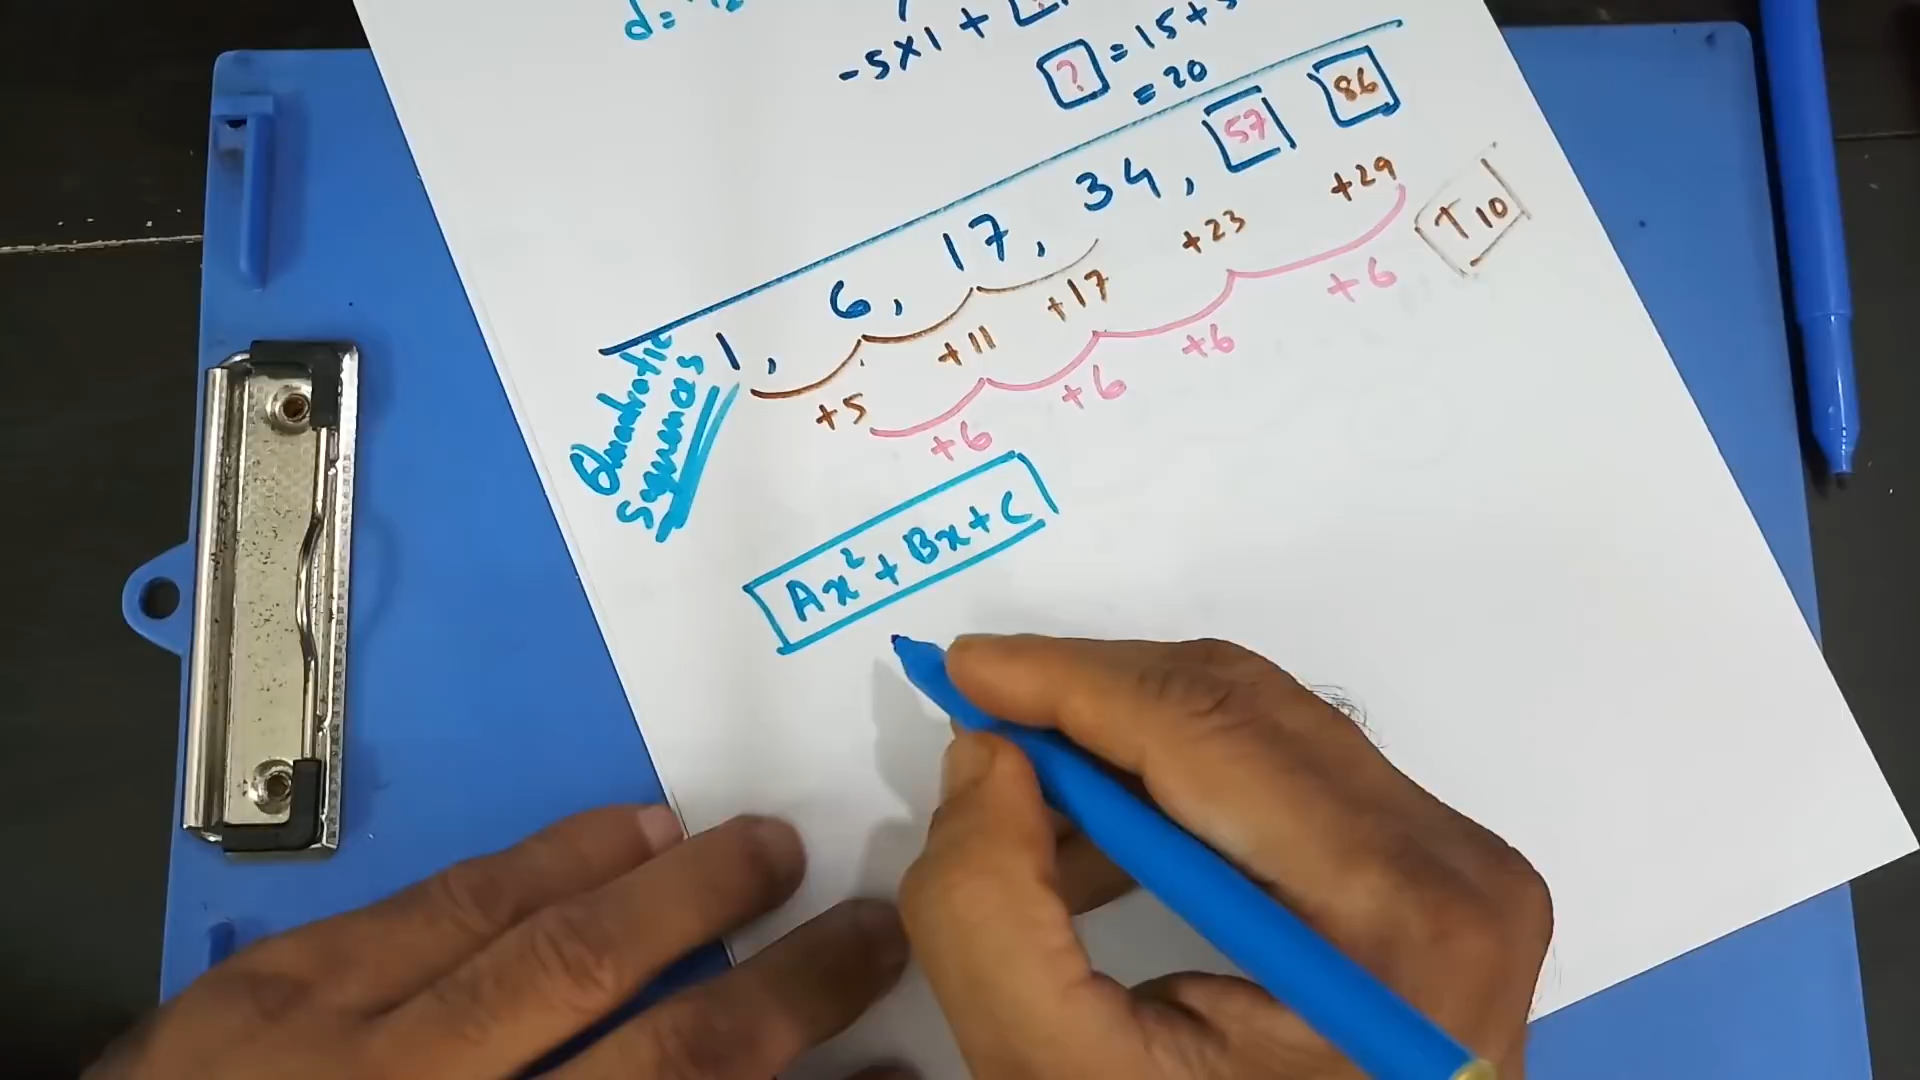 d=
-5x1 +
? = 15+5
= 20
1, 6, 17, 34, 57 86
+5 +11 +17 +23 +29
+6 +6 +6 +6
T10
Quadratic
Sequences
Ax²+Bx+C